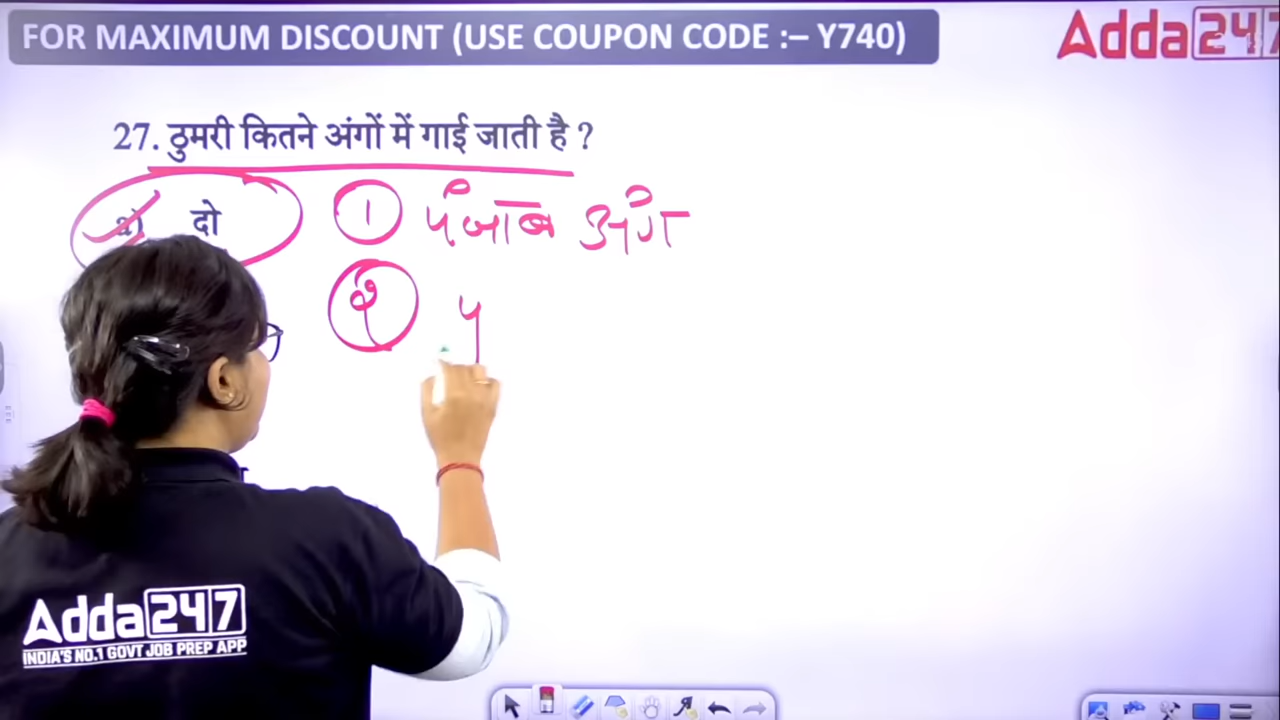 FOR MAXIMUM DISCOUNT (USE COUPON CODE :– Y740)
Adda247
27. ठुमरी कितने अंगों में गाई जाती है ?
a) दो
1 पंजाब अंग
२ प
Adda247
INDIA'S NO.1 GOVT JOB PREP APP